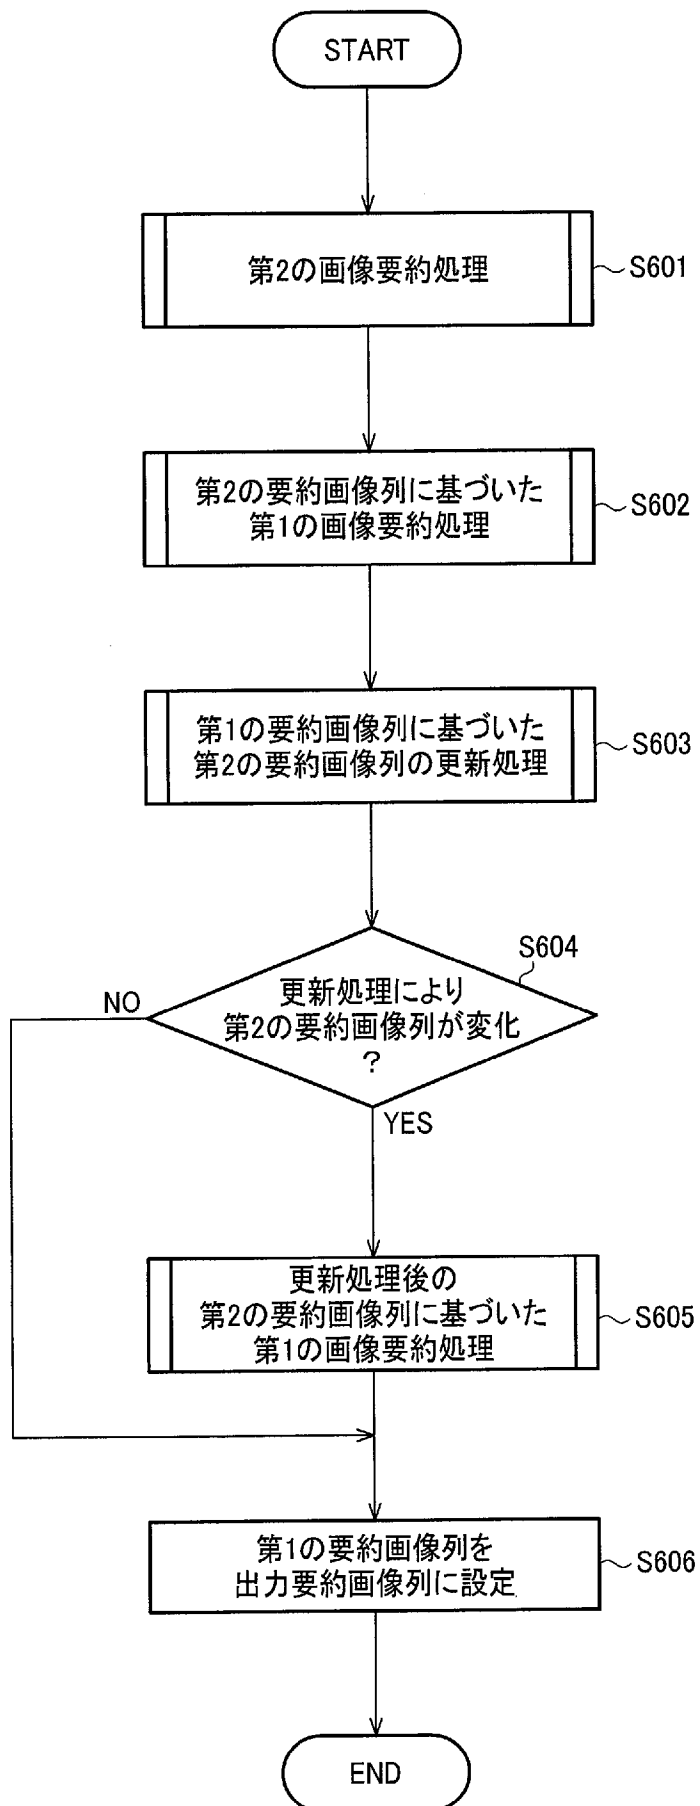 START
第2の画像要約処理
S601
第2の要約画像列に基づいた
第1の画像要約処理
S602
第1の要約画像列に基づいた
第2の要約画像列の更新処理
S603
S604
更新処理により
第2の要約画像列が変化
?
NO
YES
更新処理後の
第2の要約画像列に基づいた
第1の画像要約処理
S605
第1の要約画像列を
出力要約画像列に設定
S606
END